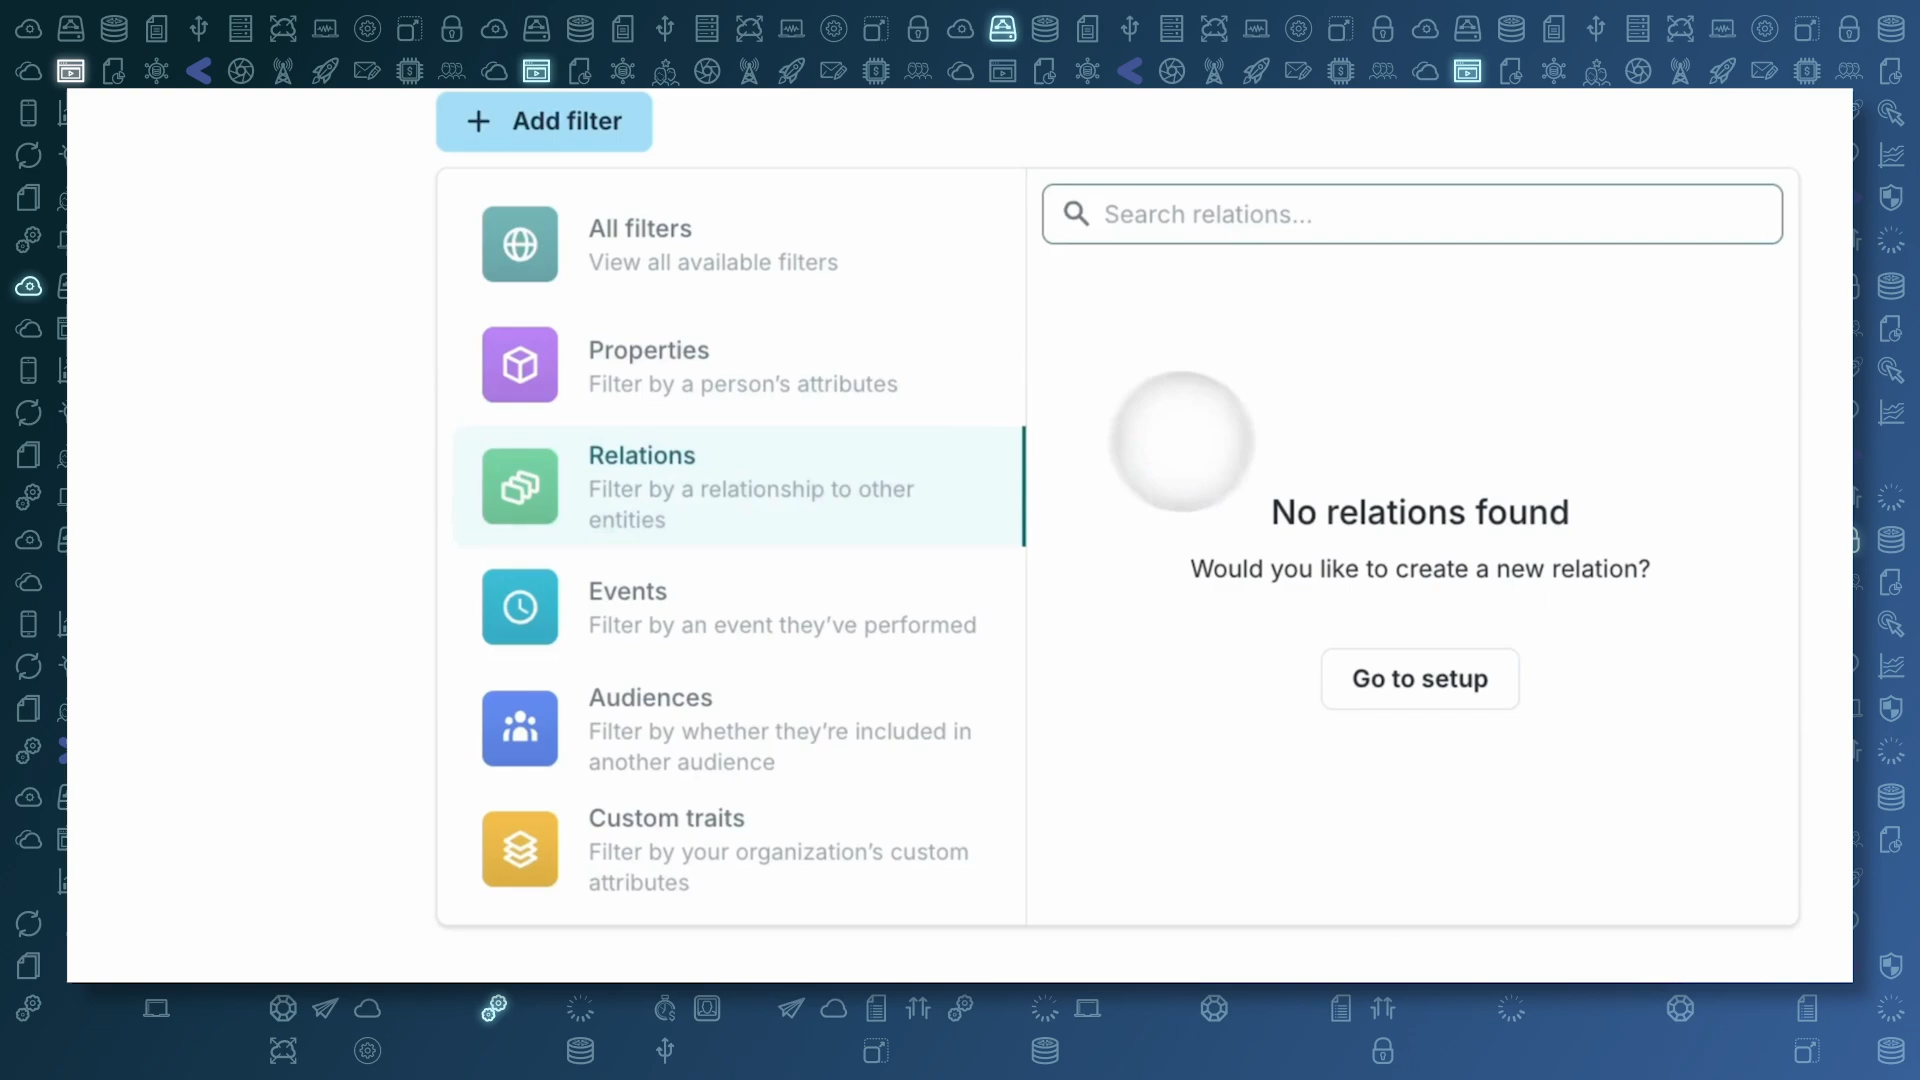 Add filter
All filters
View all available filters
Properties
Filter by a person’s attributes
Relations
Filter by a relationship to other
entities
Events
Filter by an event they’ve performed
Audiences
Filter by whether they’re included in
another audience
Custom traits
Filter by your organization’s custom
attributes
Search relations...
No relations found
Would you like to create a new relation?
Go to setup